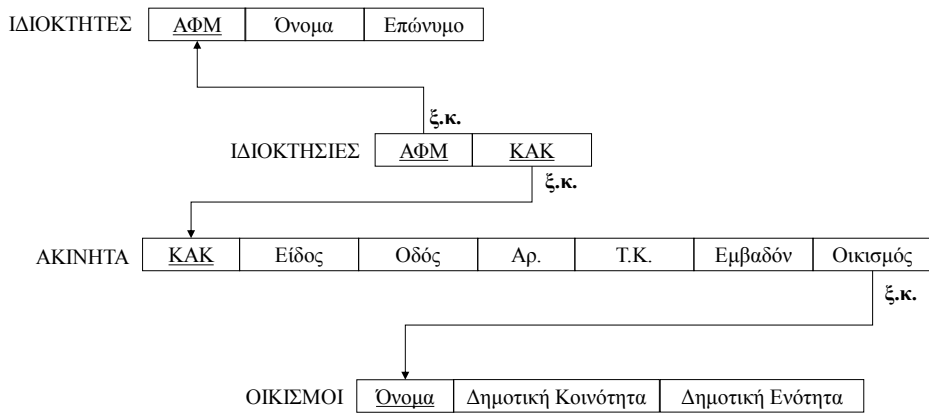 ΙΔΙΟΚΤΗΤΕΣ ΑΦΜ Όνομα Επώνυμο
ξ.κ.
ΙΔΙΟΚΤΗΣΙΕΣ ΑΦΜ ΚΑΚ
ξ.κ.
ΑΚΙΝΗΤΑ ΚΑΚ Είδος Οδός Αρ. Τ.Κ. Εμβαδόν Οικισμός
ξ.κ.
ΟΙΚΙΣΜΟΙ Όνομα Δημοτική Κοινότητα Δημοτική Ενότητα